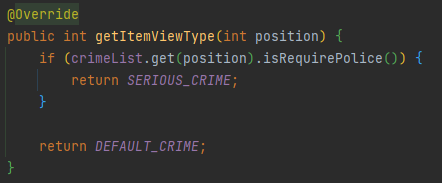 @Override
public int getItemViewType(int position) {
    if (crimeList.get(position).isRequirePolice()) {
        return SERIOUS_CRIME;
    }

    return DEFAULT_CRIME;
}